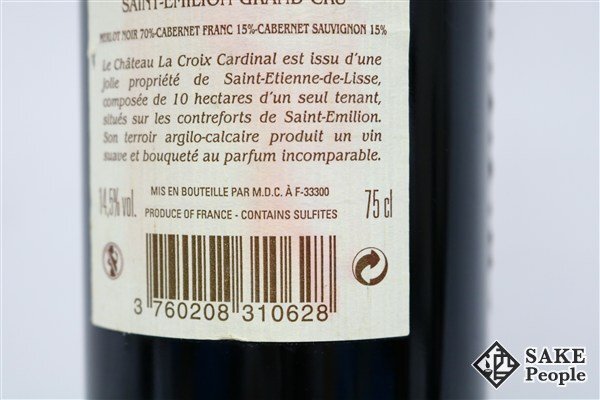 SAINT-EMILION GRAND CRU
MERLOT NOIR 70%-CABERNET FRANC 15%-CABERNET SAUVIGNON 15%
Le Château La Croix Cardinal est issu d'une
jolie propriété de Saint-Etienne-de-Lisse,
composée de 10 hectares d'un seul tenant,
situés sur les contreforts de Saint-Emilion.
Son terroir argilo-calcaire produit un vin
suave et bouqueté au parfum incomparable.
MIS EN BOUTEILLE PAR M.D.C. À F-33300
14,5% vol.
75 cl
PRODUCE OF FRANCE - CONTAINS SULFITES
3 760208 310628
SAKE
People